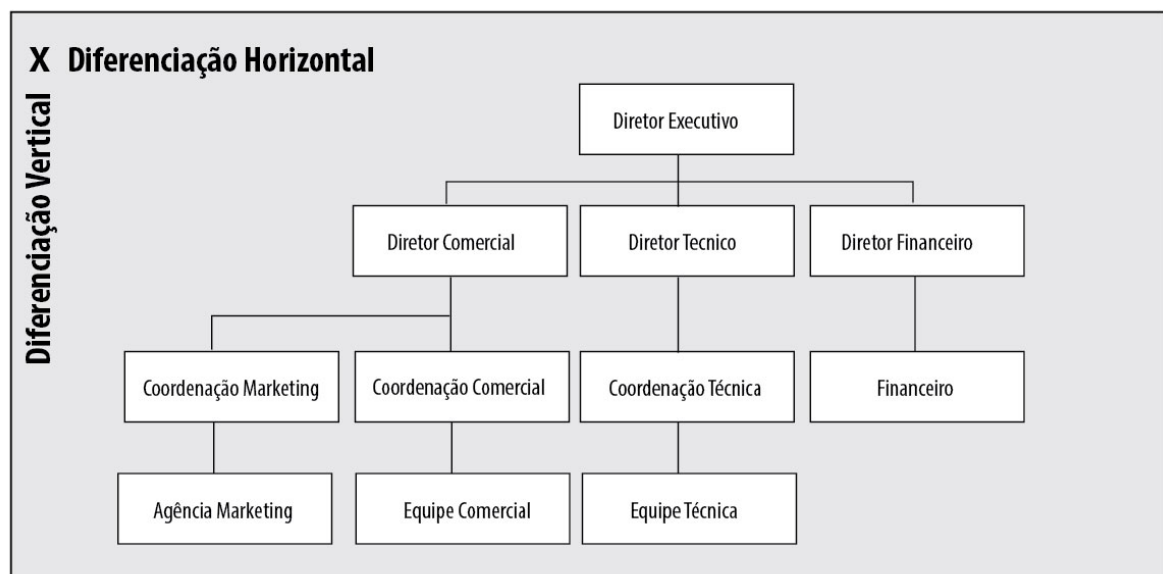 X Diferenciação Horizontal
Diferenciação Vertical
Diretor Executivo
Diretor Comercial
Diretor Tecnico
Diretor Financeiro
Coordenação Marketing
Coordenação Comercial
Coordenação Técnica
Financeiro
Agência Marketing
Equipe Comercial
Equipe Técnica